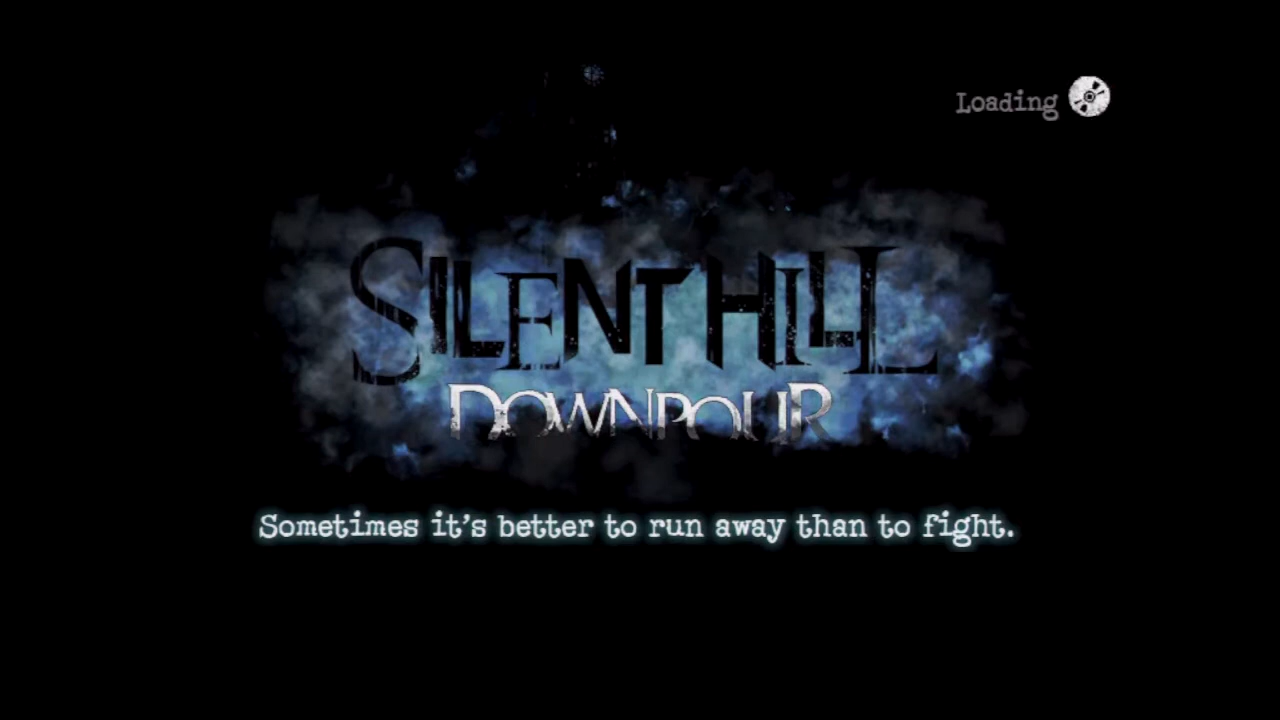 Loading
SILENT HILL
DOWNPOUR
Sometimes it's better to run away than to fight.